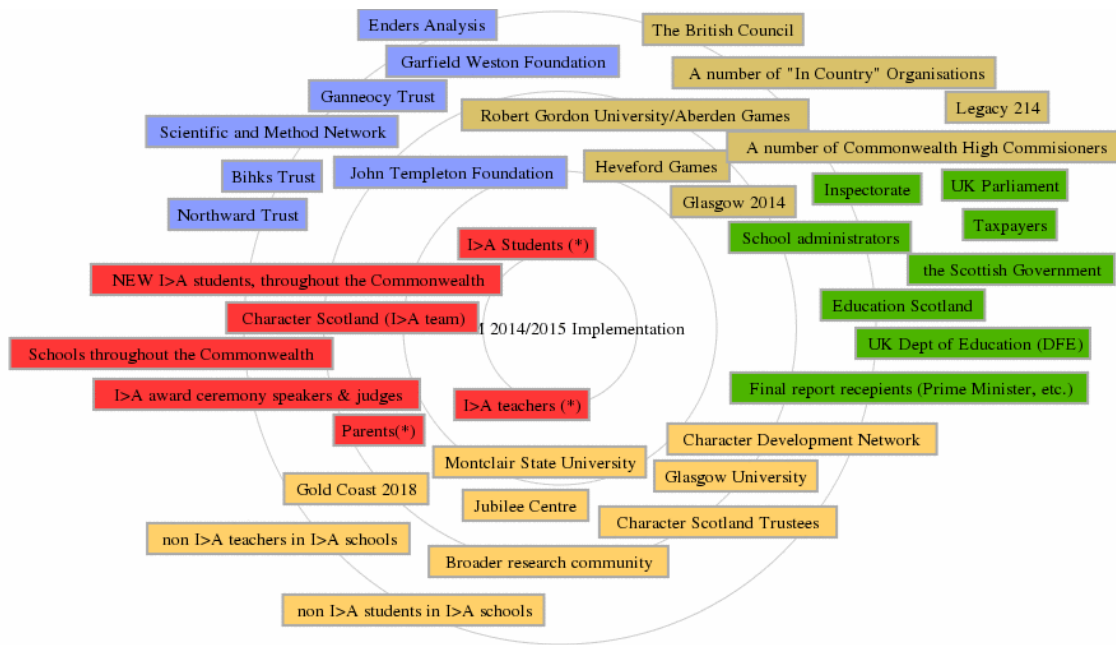 Enders Analysis
The British Council
Garfield Weston Foundation
A number of "In Country" Organisations
Ganneocy Trust
Legacy 214
Robert Gordon University/Aberden Games
Scientific and Method Network
A number of Commonwealth High Commisioners
Heveford Games
John Templeton Foundation
Bihks Trust
Inspectorate
UK Parliament
Glasgow 2014
Northward Trust
Taxpayers
School administrators
I>A Students (*)
the Scottish Government
NEW I>A students, throughout the Commonwealth
Education Scotland
Character Scotland (I>A team)
M 2014/2015 Implementation
UK Dept of Education (DFE)
Schools throughout the Commonwealth
Final report recepients (Prime Minister, etc.)
I>A award ceremony speakers & judges
I>A teachers (*)
Parents(*)
Character Development Network
Montclair State University
Glasgow University
Gold Coast 2018
Jubilee Centre
Character Scotland Trustees
non I>A teachers in I>A schools
Broader research community
non I>A students in I>A schools